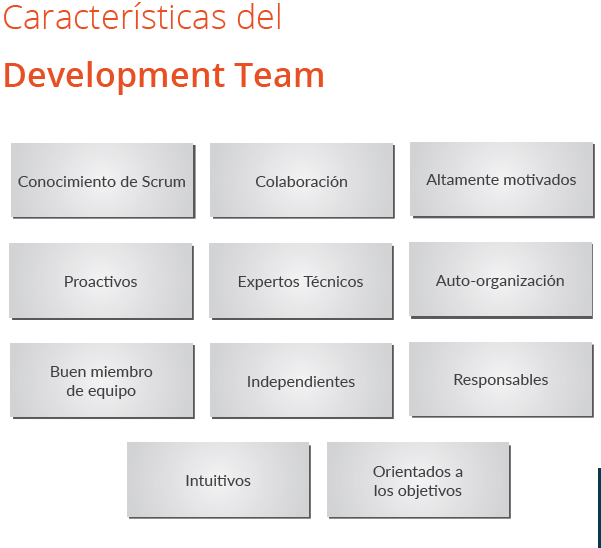 Características del
Development Team
Conocimiento de Scrum
Colaboración
Altamente motivados
Proactivos
Expertos Técnicos
Auto-organización
Buen miembro
de equipo
Independientes
Responsables
Intuitivos
Orientados a
los objetivos